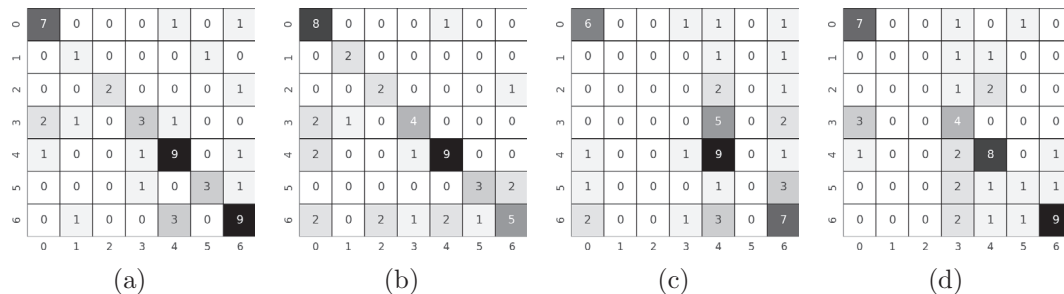 0 7 0 0 0 1 0 1
1 0 1 0 0 0 1 0
2 0 0 2 0 0 0 1
3 2 1 0 3 1 0 0
4 1 0 0 1 9 0 1
5 0 0 0 1 0 3 1
6 0 1 0 0 3 0 9
0 1 2 3 4 5 6
(a)
0 8 0 0 0 1 0 0
1 0 2 0 0 0 0 0
2 0 0 2 0 0 0 1
3 2 1 0 4 0 0 0
4 2 0 0 1 9 0 0
5 0 0 0 0 0 3 2
6 2 0 2 1 2 1 5
0 1 2 3 4 5 6
(b)
0 6 0 0 1 1 0 1
1 0 0 0 0 1 0 1
2 0 0 0 0 2 0 1
3 0 0 0 0 5 0 2
4 1 0 0 1 9 0 1
5 1 0 0 0 1 0 3
6 2 0 0 1 3 0 7
0 1 2 3 4 5 6
(c)
0 7 0 0 1 0 1 0
1 0 0 0 1 1 0 0
2 0 0 0 1 2 0 0
3 3 0 0 4 0 0 0
4 1 0 0 2 8 0 1
5 0 0 0 2 1 1 1
6 0 0 0 2 1 1 9
0 1 2 3 4 5 6
(d)